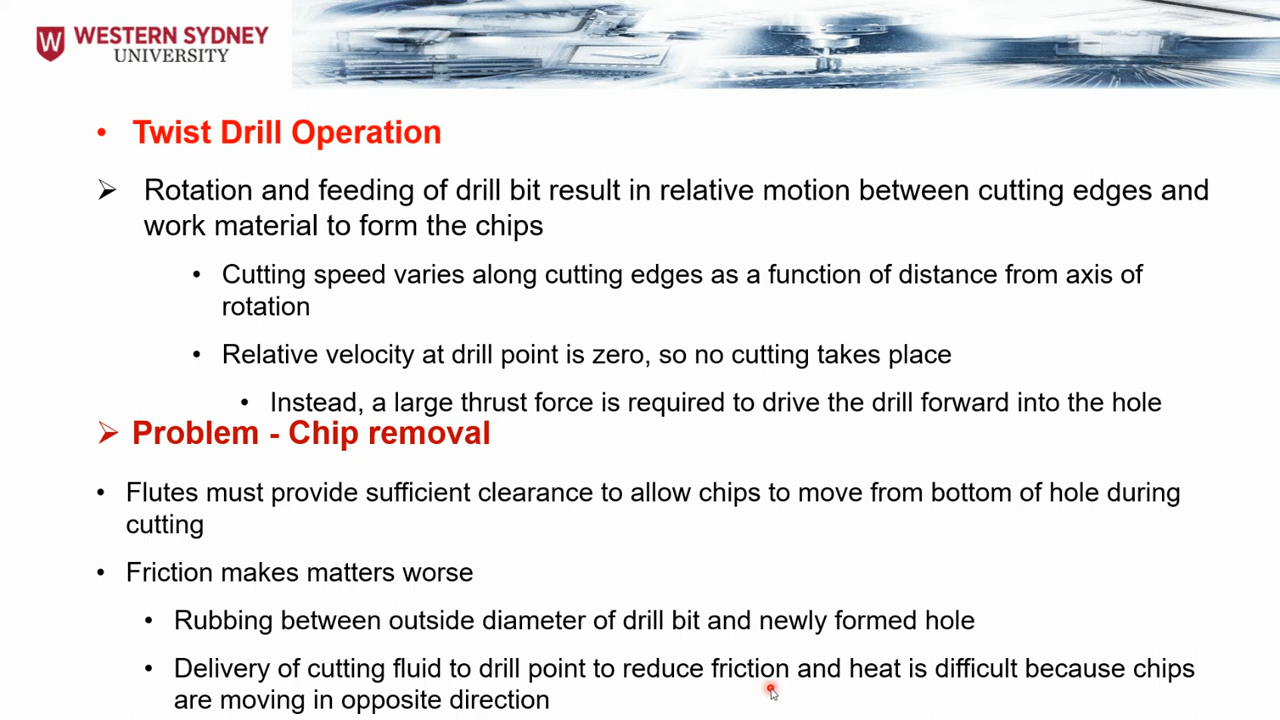 WESTERN SYDNEY
UNIVERSITY
W
• Twist Drill Operation
➢ Rotation and feeding of drill bit result in relative motion between cutting edges and
work material to form the chips
• Cutting speed varies along cutting edges as a function of distance from axis of
rotation
• Relative velocity at drill point is zero, so no cutting takes place
• Instead, a large thrust force is required to drive the drill forward into the hole
➢ Problem - Chip removal
• Flutes must provide sufficient clearance to allow chips to move from bottom of hole during
cutting
• Friction makes matters worse
• Rubbing between outside diameter of drill bit and newly formed hole
• Delivery of cutting fluid to drill point to reduce friction and heat is difficult because chips
are moving in opposite direction